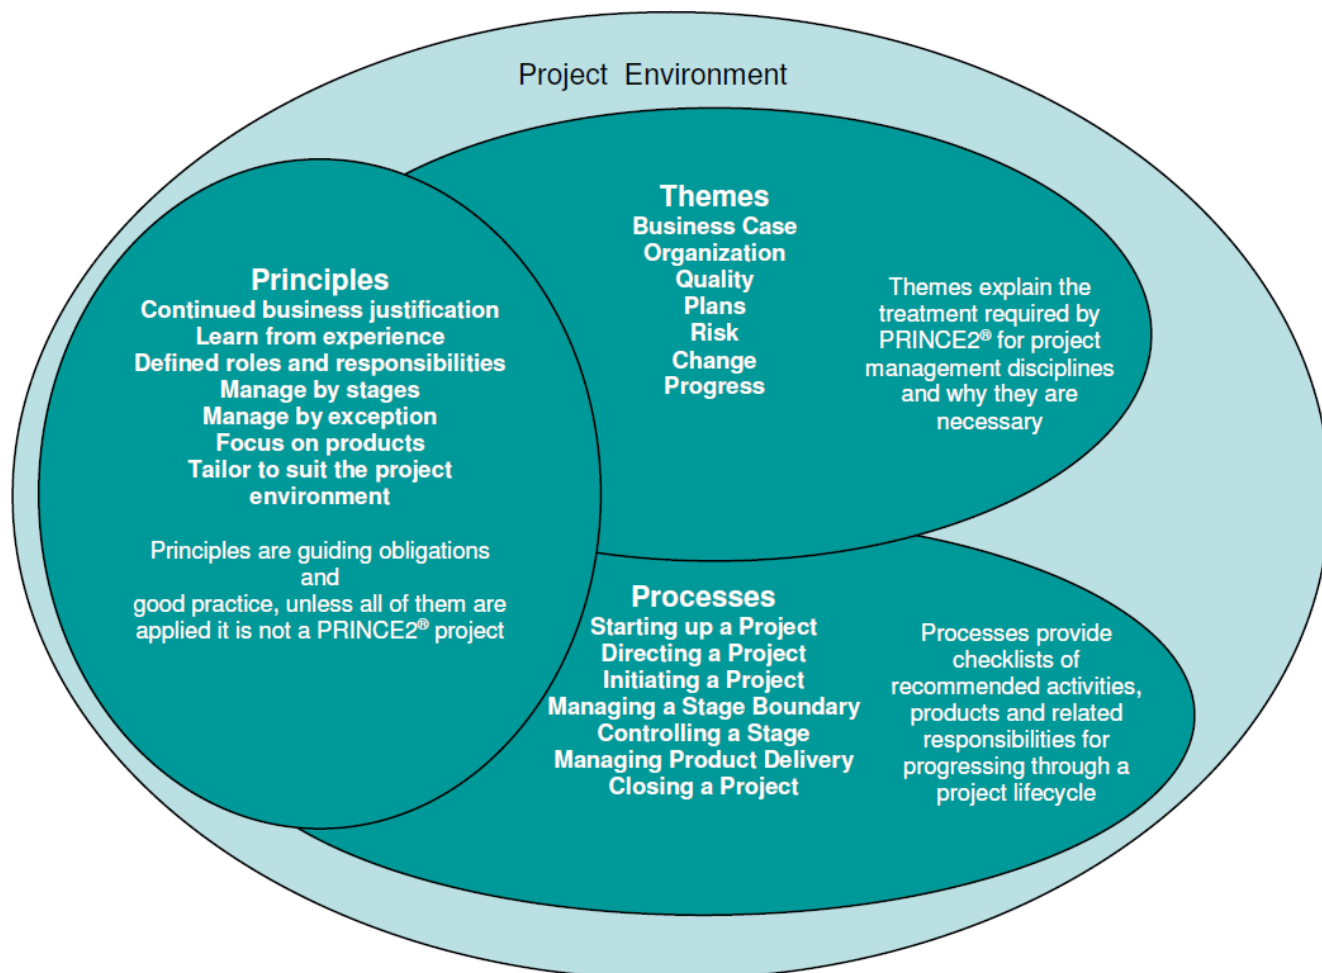 Project Environment
Principles
Continued business justification
Learn from experience
Defined roles and responsibilities
Manage by stages
Manage by exception
Focus on products
Tailor to suit the project
environment
Principles are guiding obligations
and
good practice, unless all of them are
applied it is not a PRINCE2® project
Themes
Business Case
Organization
Quality
Plans
Risk
Change
Progress
Themes explain the
treatment required by
PRINCE2® for project
management disciplines
and why they are
necessary
Processes
Starting up a Project
Directing a Project
Initiating a Project
Managing a Stage Boundary
Controlling a Stage
Managing Product Delivery
Closing a Project
Processes provide
checklists of
recommended activities,
products and related
responsibilities for
progressing through a
project lifecycle